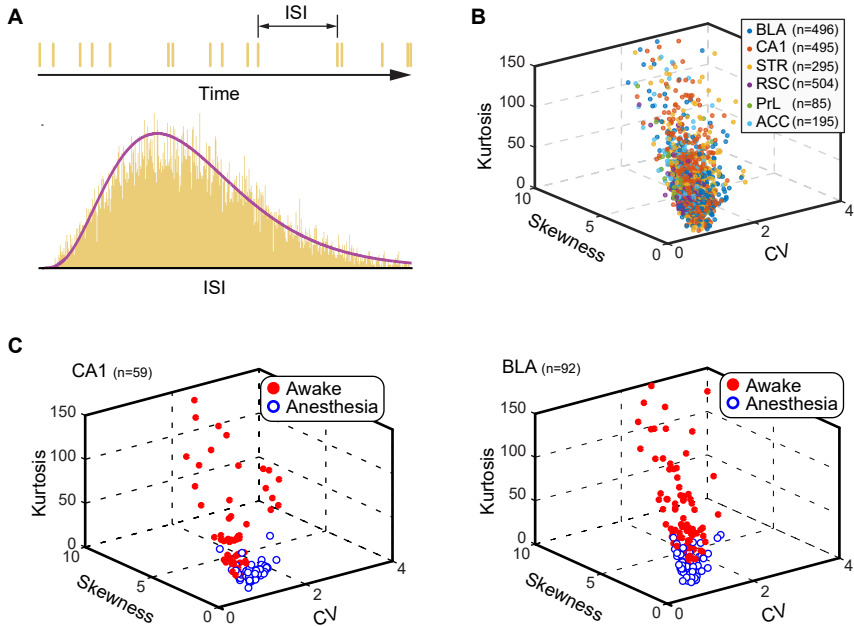 A
ISI
Time
ISI
B
BLA (n=496)
CA1 (n=495)
STR (n=295)
RSC (n=504)
PrL (n=85)
ACC (n=195)
150
100
50
0
Kurtosis
10
5
0
Skewness
0
2
4
CV
C
CA1 (n=59)
Awake
Anesthesia
150
100
50
0
Kurtosis
10
5
0
Skewness
0
2
4
CV
BLA (n=92)
Awake
Anesthesia
150
100
50
0
Kurtosis
10
5
0
Skewness
0
2
4
CV